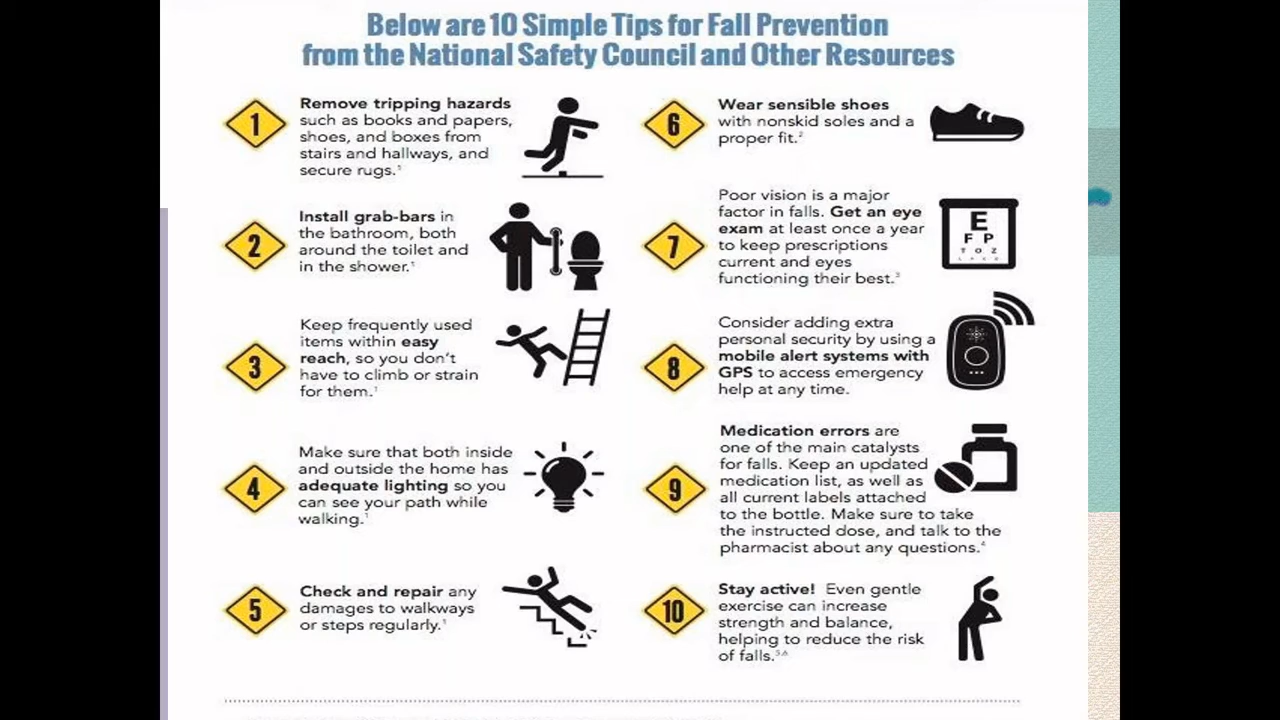 Below are 10 Simple Tips for Fall Prevention
from the National Safety Council and Other Resources
1
Remove tripping hazards
such as books and papers,
shoes, and boxes from
stairs and hallways, and
secure rugs.¹
2
Install grab-bars in
the bathroom, both
around the toilet and
in the shower.¹
3
Keep frequently used
items within easy
reach, so you don't
have to climb or strain
for them.¹
4
Make sure that both inside
and outside the home has
adequate lighting so you
can see your path while
walking.¹
5
Check and repair any
damages to walkways
or steps regularly.¹
6
Wear sensible shoes
with nonskid soles and a
proper fit.²
7
Poor vision is a major
factor in falls. Get an eye
exam at least once a year
to keep prescriptions
current and eyes
functioning their best.³
E
F P
T O Z
8
Consider adding extra
personal security by using a
mobile alert systems with
GPS to access emergency
help at any time.
9
Medication errors are
one of the main catalysts
for falls. Keep an updated
medication list, as well as
all current labels attached
to the bottle. Make sure to take
the instructed dose, and talk to the
pharmacist about any questions.⁴
10
Stay active! Even gentle
exercise can increase
strength and balance,
helping to reduce the risk
of falls.⁵,⁶